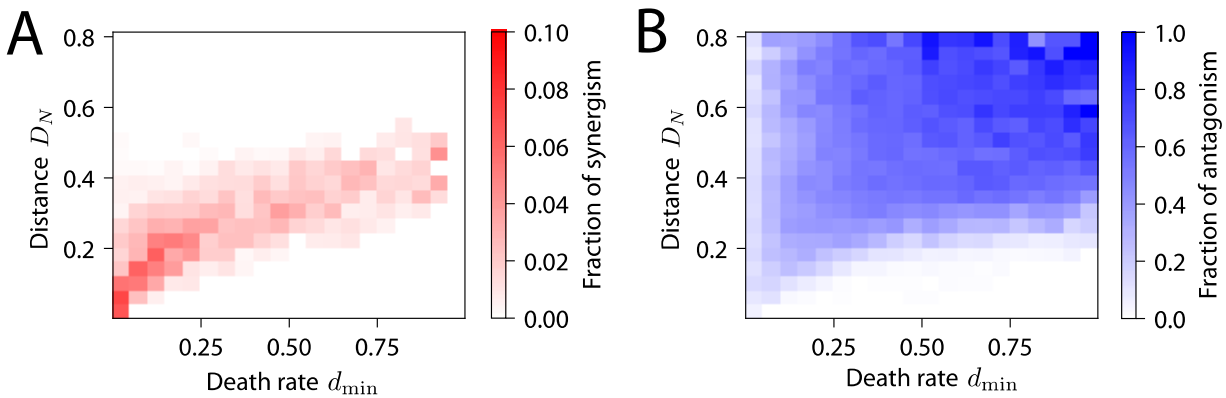 A
0.8
0.6
0.4
0.2
Distance D_N
0.25 0.50 0.75
Death rate d_min
0.10
0.08
0.06
0.04
0.02
0.00
Fraction of synergism
B
0.8
0.6
0.4
0.2
Distance D_N
0.25 0.50 0.75
Death rate d_min
1.0
0.8
0.6
0.4
0.2
0.0
Fraction of antagonism